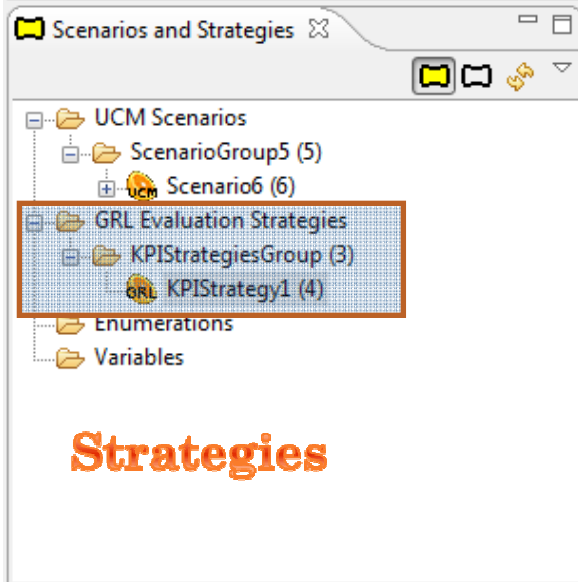 Scenarios and Strategies
UCM Scenarios
ScenarioGroup5 (5)
UCM Scenario6 (6)
GRL Evaluation Strategies
KPIStrategiesGroup (3)
GRL KPIStrategy1 (4)
Enumerations
Variables
Strategies